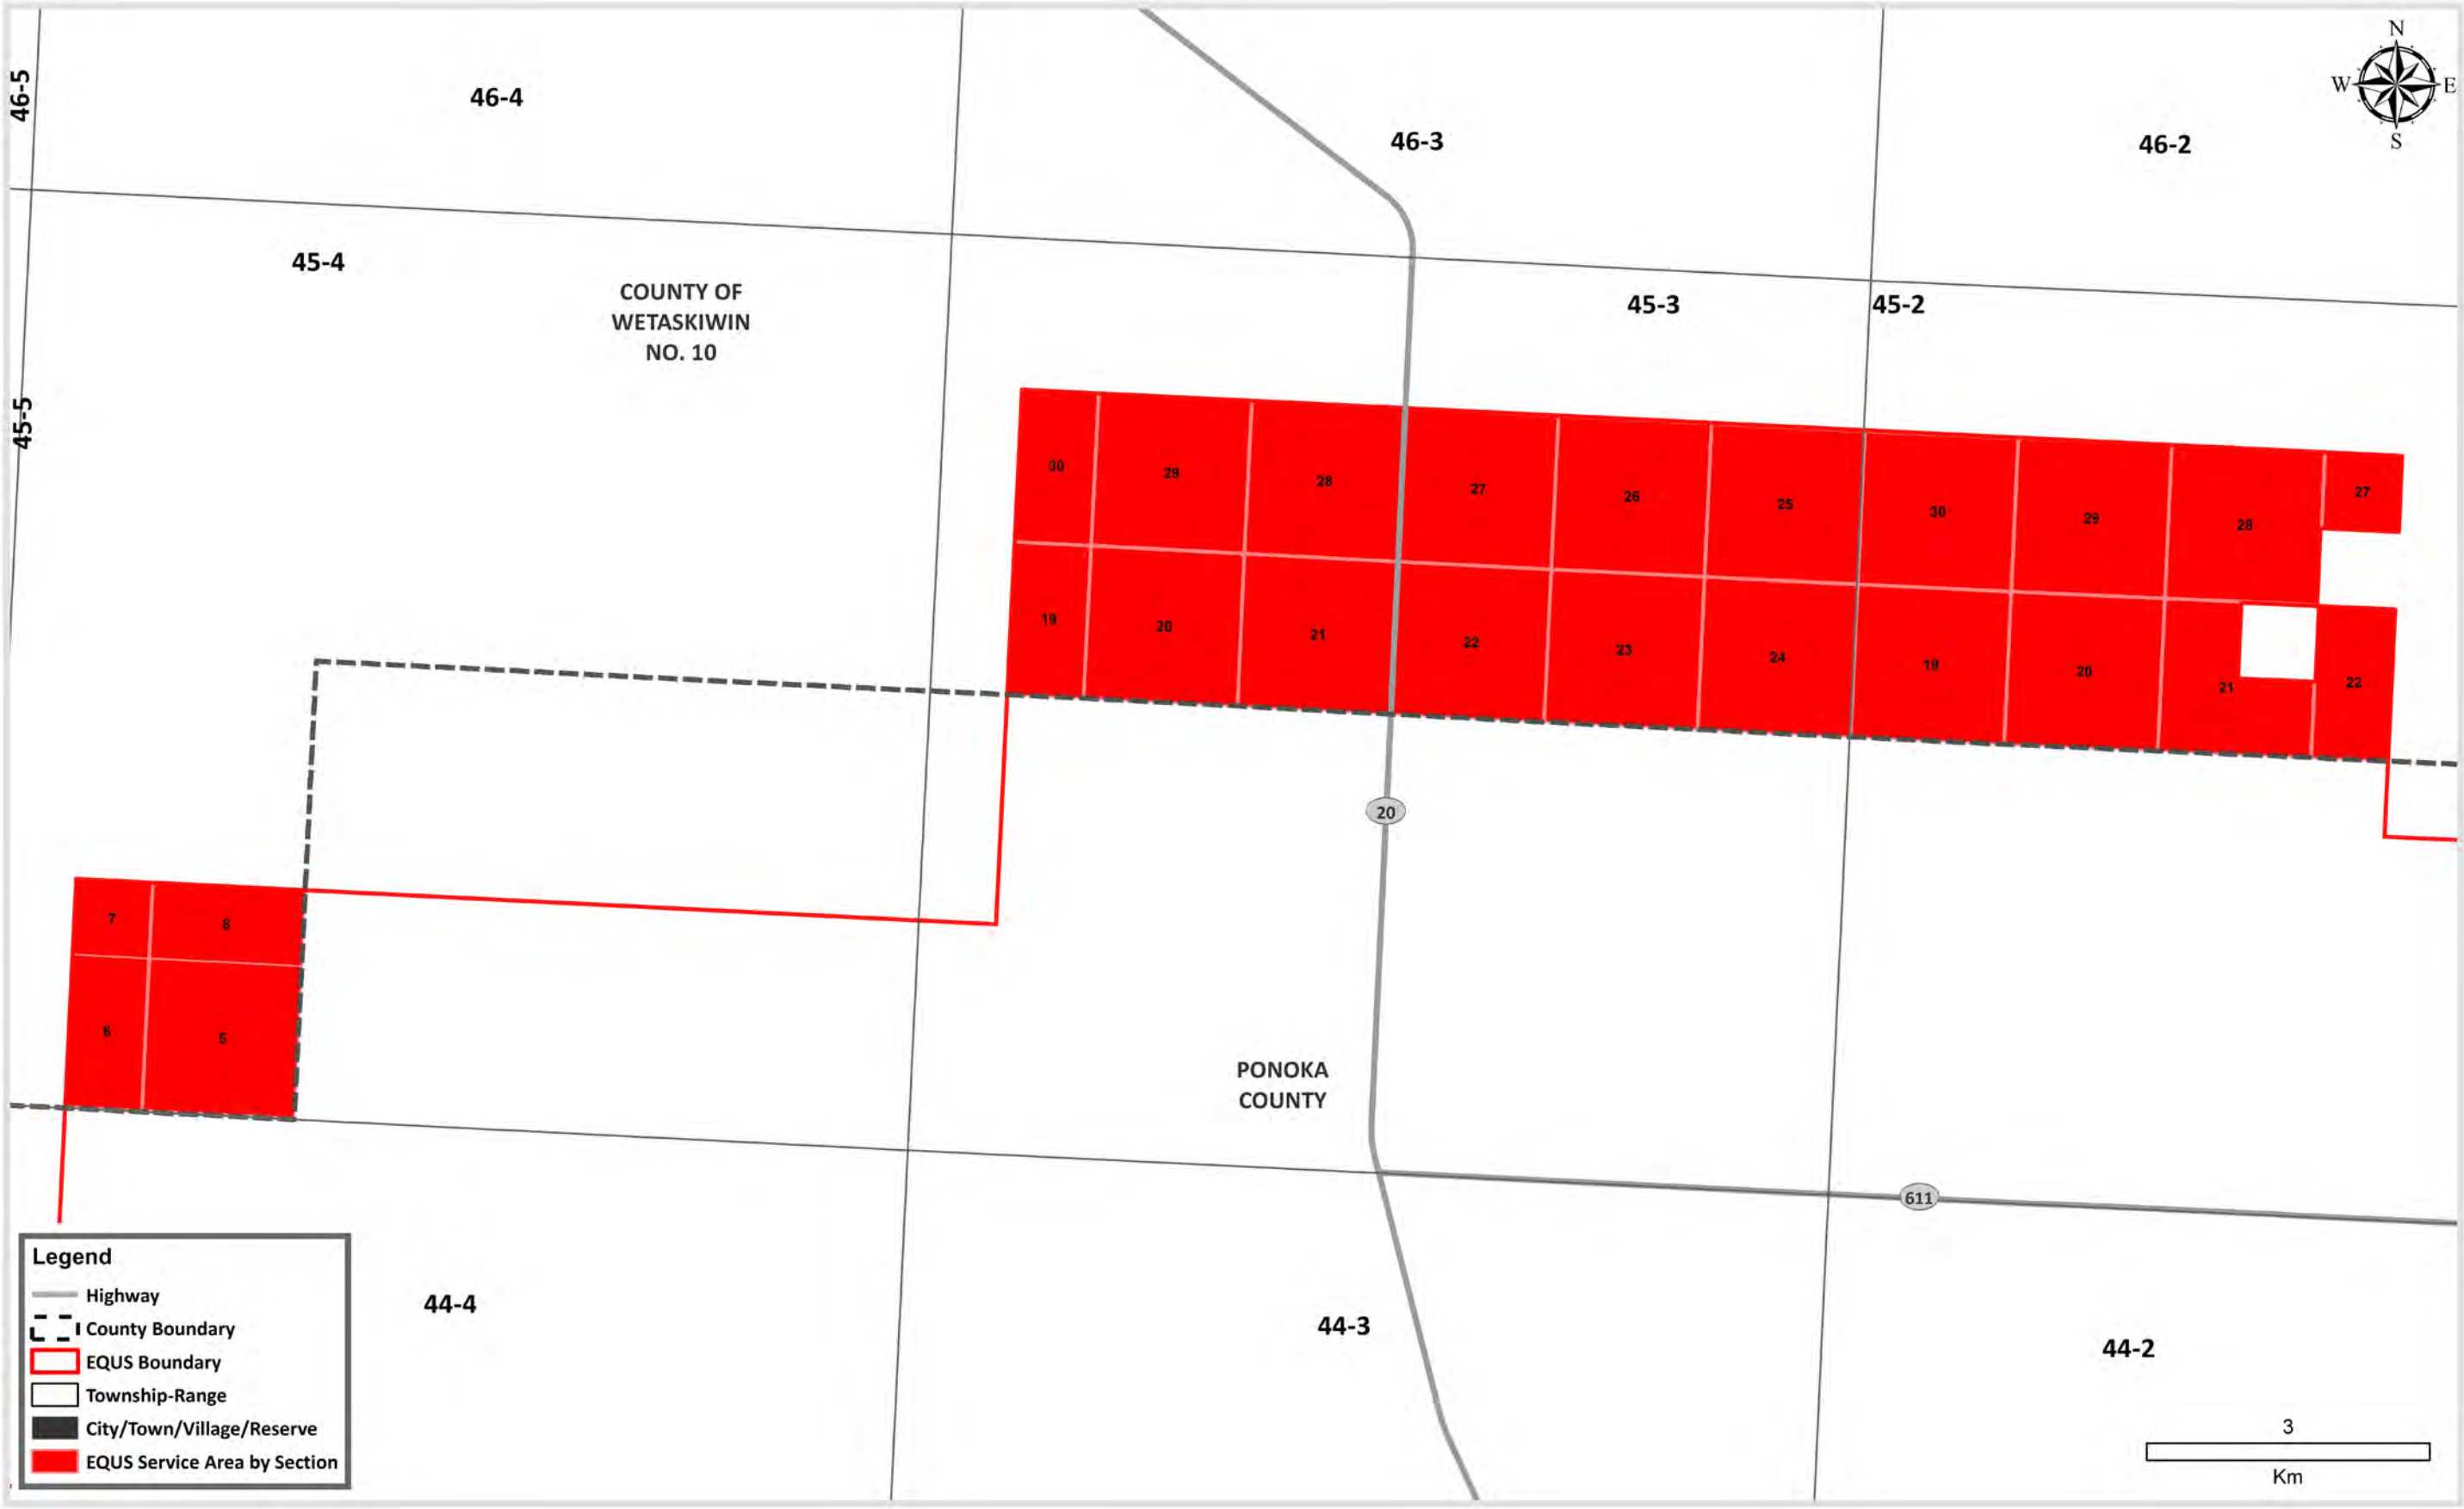 N
W
E
S
46-5
46-4
46-3
46-2
45-4
COUNTY OF
WETASKIWIN
NO. 10
45-3
45-2
45-5
30
29
28
27
26
25
30
29
28
27
19
20
21
22
23
24
19
20
21
22
20
7
8
6
5
PONOKA
COUNTY
611
44-4
44-3
44-2
Legend
Highway
County Boundary
EQUS Boundary
Township-Range
City/Town/Village/Reserve
EQUS Service Area by Section
3
Km